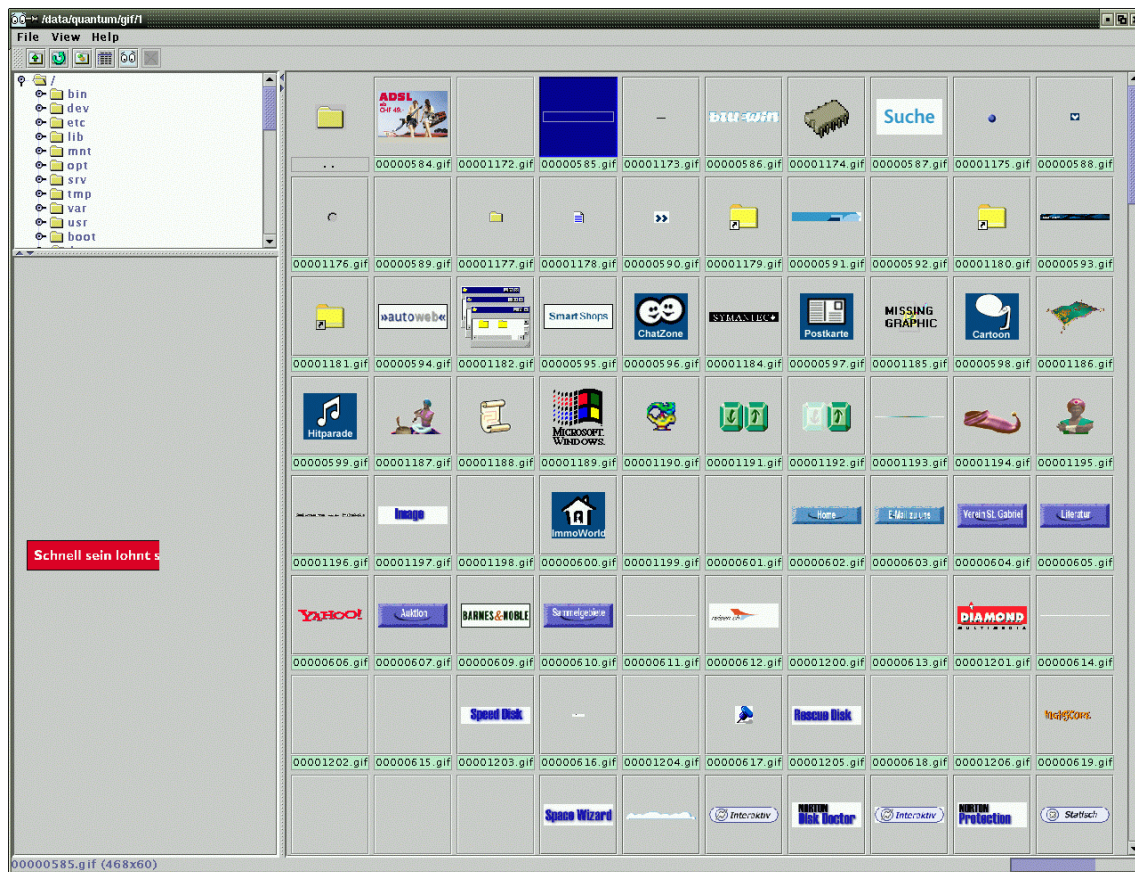 /data/quantum/gif/1
File View Help
/
bin
dev
etc
lib
mnt
opt
srv
tmp
var
usr
boot
Schnell sein lohnt s
ADSL
ab
CHF 49.-
blu-win
Suche
. .
00000584.gif 00001172.gif 00000585.gif 00001173.gif 00000586.gif 00001174.gif 00000587.gif 00001175.gif 00000588.gif
00001176.gif 00000589.gif 00001177.gif 00001178.gif 00000590.gif 00001179.gif 00000591.gif 00000592.gif 00001180.gif 00000593.gif
»autoweb«
Smart Shops
ChatZone
SYMANTEC
Postkarte
MISSING
GRAPHIC
Cartoon
00001181.gif 00000594.gif 00001182.gif 00000595.gif 00000596.gif 00001184.gif 00000597.gif 00001185.gif 00000598.gif 00001186.gif
Hitparade
MICROSOFT.
WINDOWS.
00000599.gif 00001187.gif 00001188.gif 00001189.gif 00001190.gif 00001191.gif 00001192.gif 00001193.gif 00001194.gif 00001195.gif
Image
ImmoWorld
Home
E-Mail zu uns
Verein St. Gabriel
Literatur
00001196.gif 00001197.gif 00001198.gif 00000600.gif 00001199.gif 00000601.gif 00000602.gif 00000603.gif 00000604.gif 00000605.gif
YAHOO!
Auktion
BARNES&NOBLE
Sammelgebiete
DIAMOND
MULTIMEDIA
00000606.gif 00000607.gif 00000609.gif 00000610.gif 00000611.gif 00000612.gif 00001200.gif 00000613.gif 00001201.gif 00000614.gif
Speed Disk
Rescue Disk
00001202.gif 00000615.gif 00001203.gif 00000616.gif 00001204.gif 00000617.gif 00001205.gif 00000618.gif 00001206.gif 00000619.gif
Space Wizard
Interaktiv
NORTON
Disk Doctor
Interaktiv
NORTON
Protection
Statisch
00000585.gif (468x60)